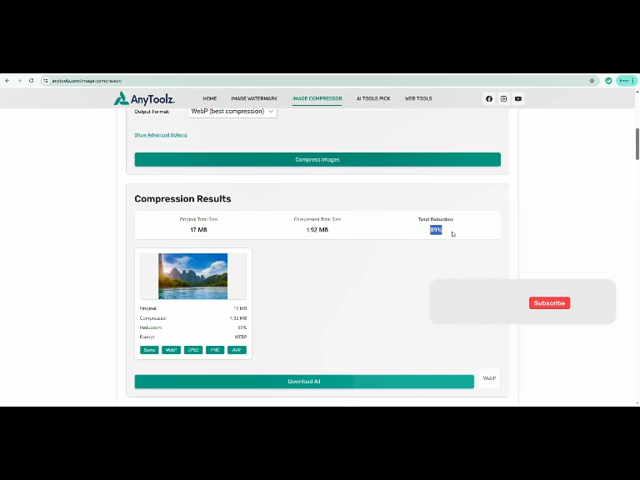 anytoolz.com/image-compressor/
AnyToolz
HOME IMAGE WATERMARK IMAGE COMPRESSOR AI TOOLS PICK WEB TOOLS
Output Format: WebP (best compression)
Show Advanced Options
Compress Images
Compression Results
Original Total Size Compressed Total Size Total Reduction
17 MB 1.92 MB 89%
Original: 17 MB
Compressed: 1.92 MB
Reduction: 89%
Format: WEBP
Same WebP JPEG PNG AVIF
Subscribe
Download All WebP